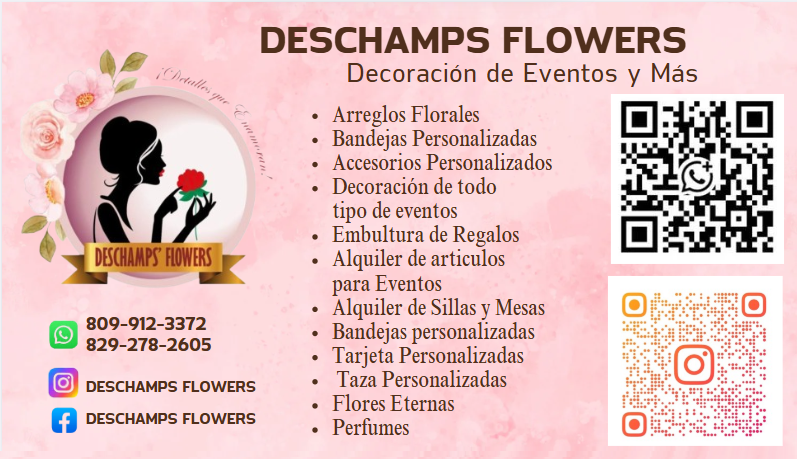 DESCHAMPS FLOWERS
Decoración de Eventos y Más
¡Detalles que Enamoran!
DESCHAMPS' FLOWERS
809-912-3372
829-278-2605
DESCHAMPS FLOWERS
DESCHAMPS FLOWERS
• Arreglos Florales
• Bandejas Personalizadas
• Accesorios Personalizados
• Decoración de todo
tipo de eventos
• Embultura de Regalos
• Alquiler de articulos
para Eventos
• Alquiler de Sillas y Mesas
• Bandejas personalizadas
• Tarjeta Personalizadas
• Taza Personalizadas
• Flores Eternas
• Perfumes